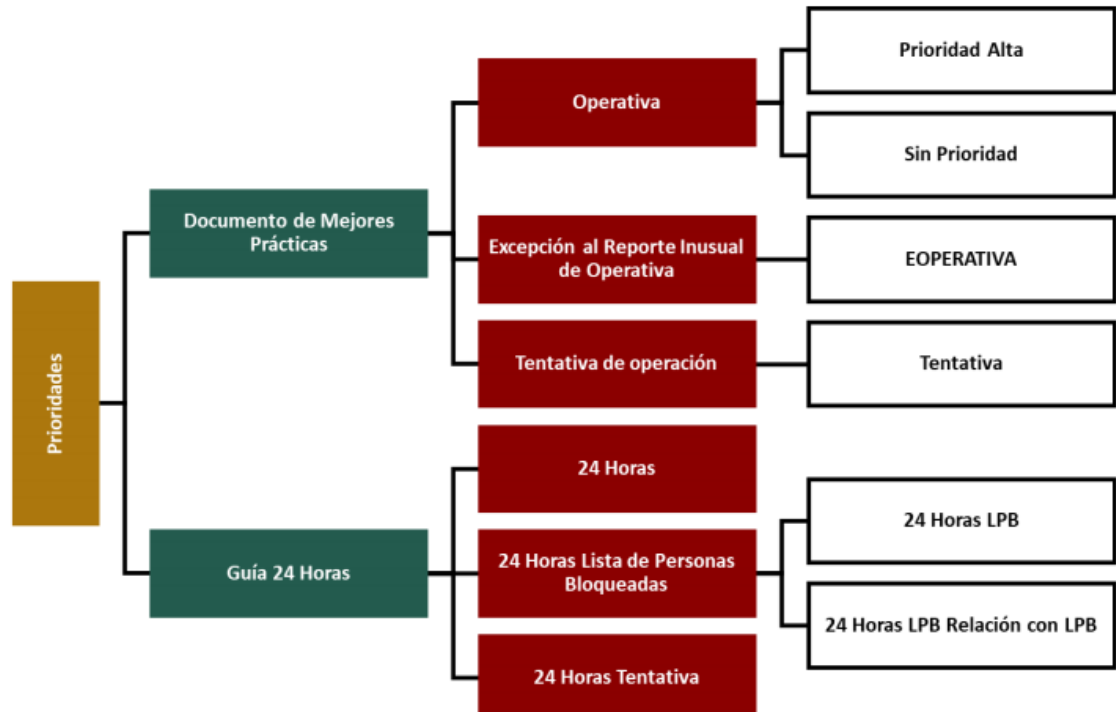 Prioridades
Documento de Mejores
Prácticas
Operativa
Prioridad Alta
Sin Prioridad
Excepción al Reporte Inusual
de Operativa
EOPERATIVA
Tentativa de operación
Tentativa
Guía 24 Horas
24 Horas
24 Horas Lista de Personas
Bloqueadas
24 Horas LPB
24 Horas LPB Relación con LPB
24 Horas Tentativa